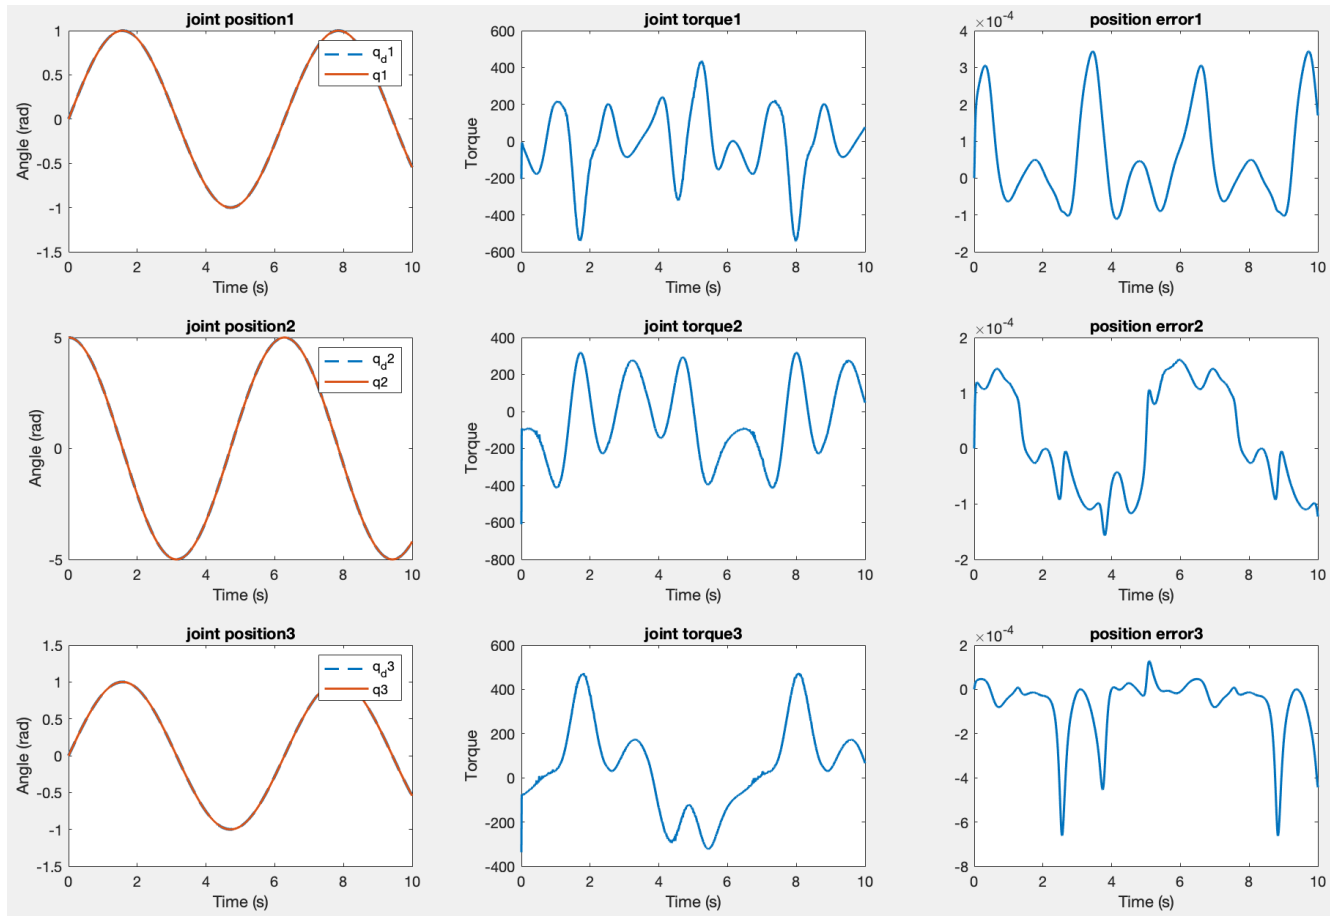 joint position1
1
0.5
0
-0.5
-1
-1.5
Angle (rad)
q_d1
q1
0 2 4 6 8 10
Time (s)
joint torque1
600
400
200
0
-200
-400
-600
Torque
0 2 4 6 8 10
Time (s)
position error1
×10⁻⁴
4
3
2
1
0
-1
-2
0 2 4 6 8 10
Time (s)
joint position2
5
0
-5
Angle (rad)
q_d2
q2
0 2 4 6 8 10
Time (s)
joint torque2
400
200
0
-200
-400
-600
-800
Torque
0 2 4 6 8 10
Time (s)
position error2
×10⁻⁴
2
1
0
-1
-2
0 2 4 6 8 10
Time (s)
joint position3
1.5
1
0.5
0
-0.5
-1
-1.5
Angle (rad)
q_d3
q3
0 2 4 6 8 10
Time (s)
joint torque3
600
400
200
0
-200
-400
Torque
0 2 4 6 8 10
Time (s)
position error3
×10⁻⁴
2
0
-2
-4
-6
-8
0 2 4 6 8 10
Time (s)